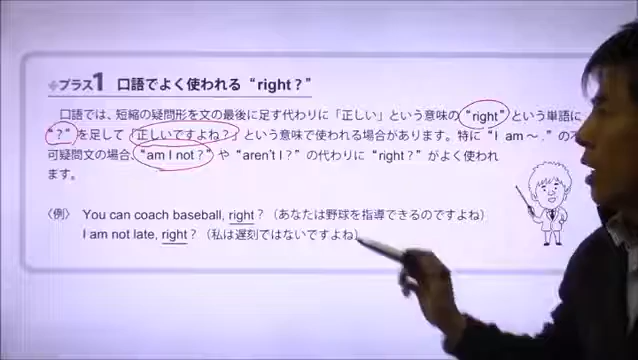 +プラス1 口語でよく使われる “right？”
口語では、短縮の疑問形を文の最後に足す代わりに「正しい」という意味の “right” という単語に
“？” を足して「正しいですよね？」という意味で使われる場合があります。特に “I am～.” の
可疑問文の場合、“am I not？” や “aren't I？” の代わりに “right？” がよく使われ
ます。
〈例〉 You can coach baseball, right？（あなたは野球を指導できるのですよね）
I am not late, right？（私は遅刻ではないですよね）